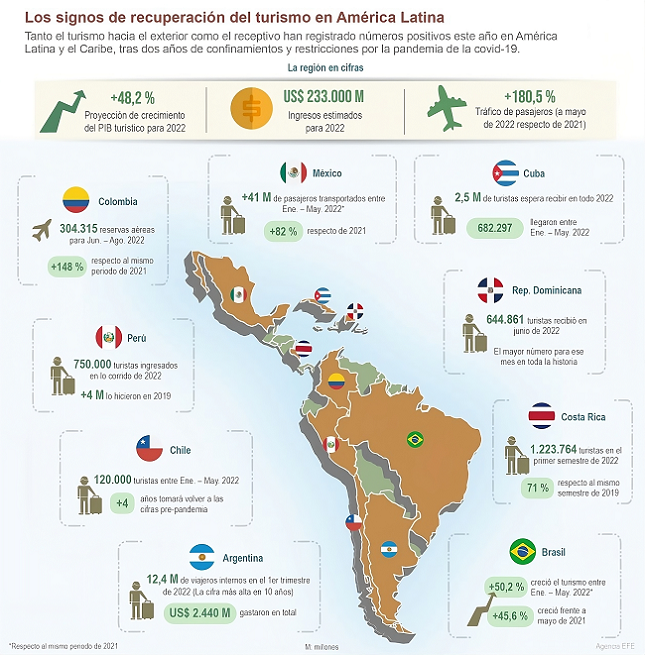 Los signos de recuperación del turismo en América Latina
Tanto el turismo hacia el exterior como el receptivo han registrado números positivos este año en América
Latina y el Caribe, tras dos años de confinamientos y restricciones por la pandemia de la covid-19.
La región en cifras
+48,2 %
Proyección de crecimiento
del PIB turístico para 2022
US$ 233.000 M
Ingresos estimados
para 2022
+180,5 %
Tráfico de pasajeros (a mayo
de 2022 respecto de 2021)
Colombia
304.315 reservas aéreas
para Jun. – Ago. 2022
+148 % respecto al mismo
periodo de 2021
México
+41 M de pasajeros transportados entre
Ene. – May. 2022*
+82 % respecto de 2021
Cuba
2,5 M de turistas espera recibir en todo 2022
682.297 llegaron entre
Ene. – May. 2022
Rep. Dominicana
644.861 turistas recibió en
junio de 2022
El mayor número para ese
mes en toda la historia
Perú
750.000 turistas ingresados
en lo corrido de 2022
+4 M lo hicieron en 2019
Costa Rica
1.223.764 turistas en el
primer semestre de 2022
71 % respecto al mismo
semestre de 2019
Chile
120.000 turistas entre Ene. – May. 2022
+4 años tomará volver a las
cifras pre-pandemia
Argentina
12,4 M de viajeros internos en el 1er trimestre
de 2022 (La cifra más alta en 10 años)
US$ 2.440 M gastaron en total
Brasil
+50,2 % creció el turismo entre
Ene. – May. 2022*
+45,6 % creció frente a
mayo de 2021
*Respecto al mismo periodo de 2021
M: millones
Agencia EFE